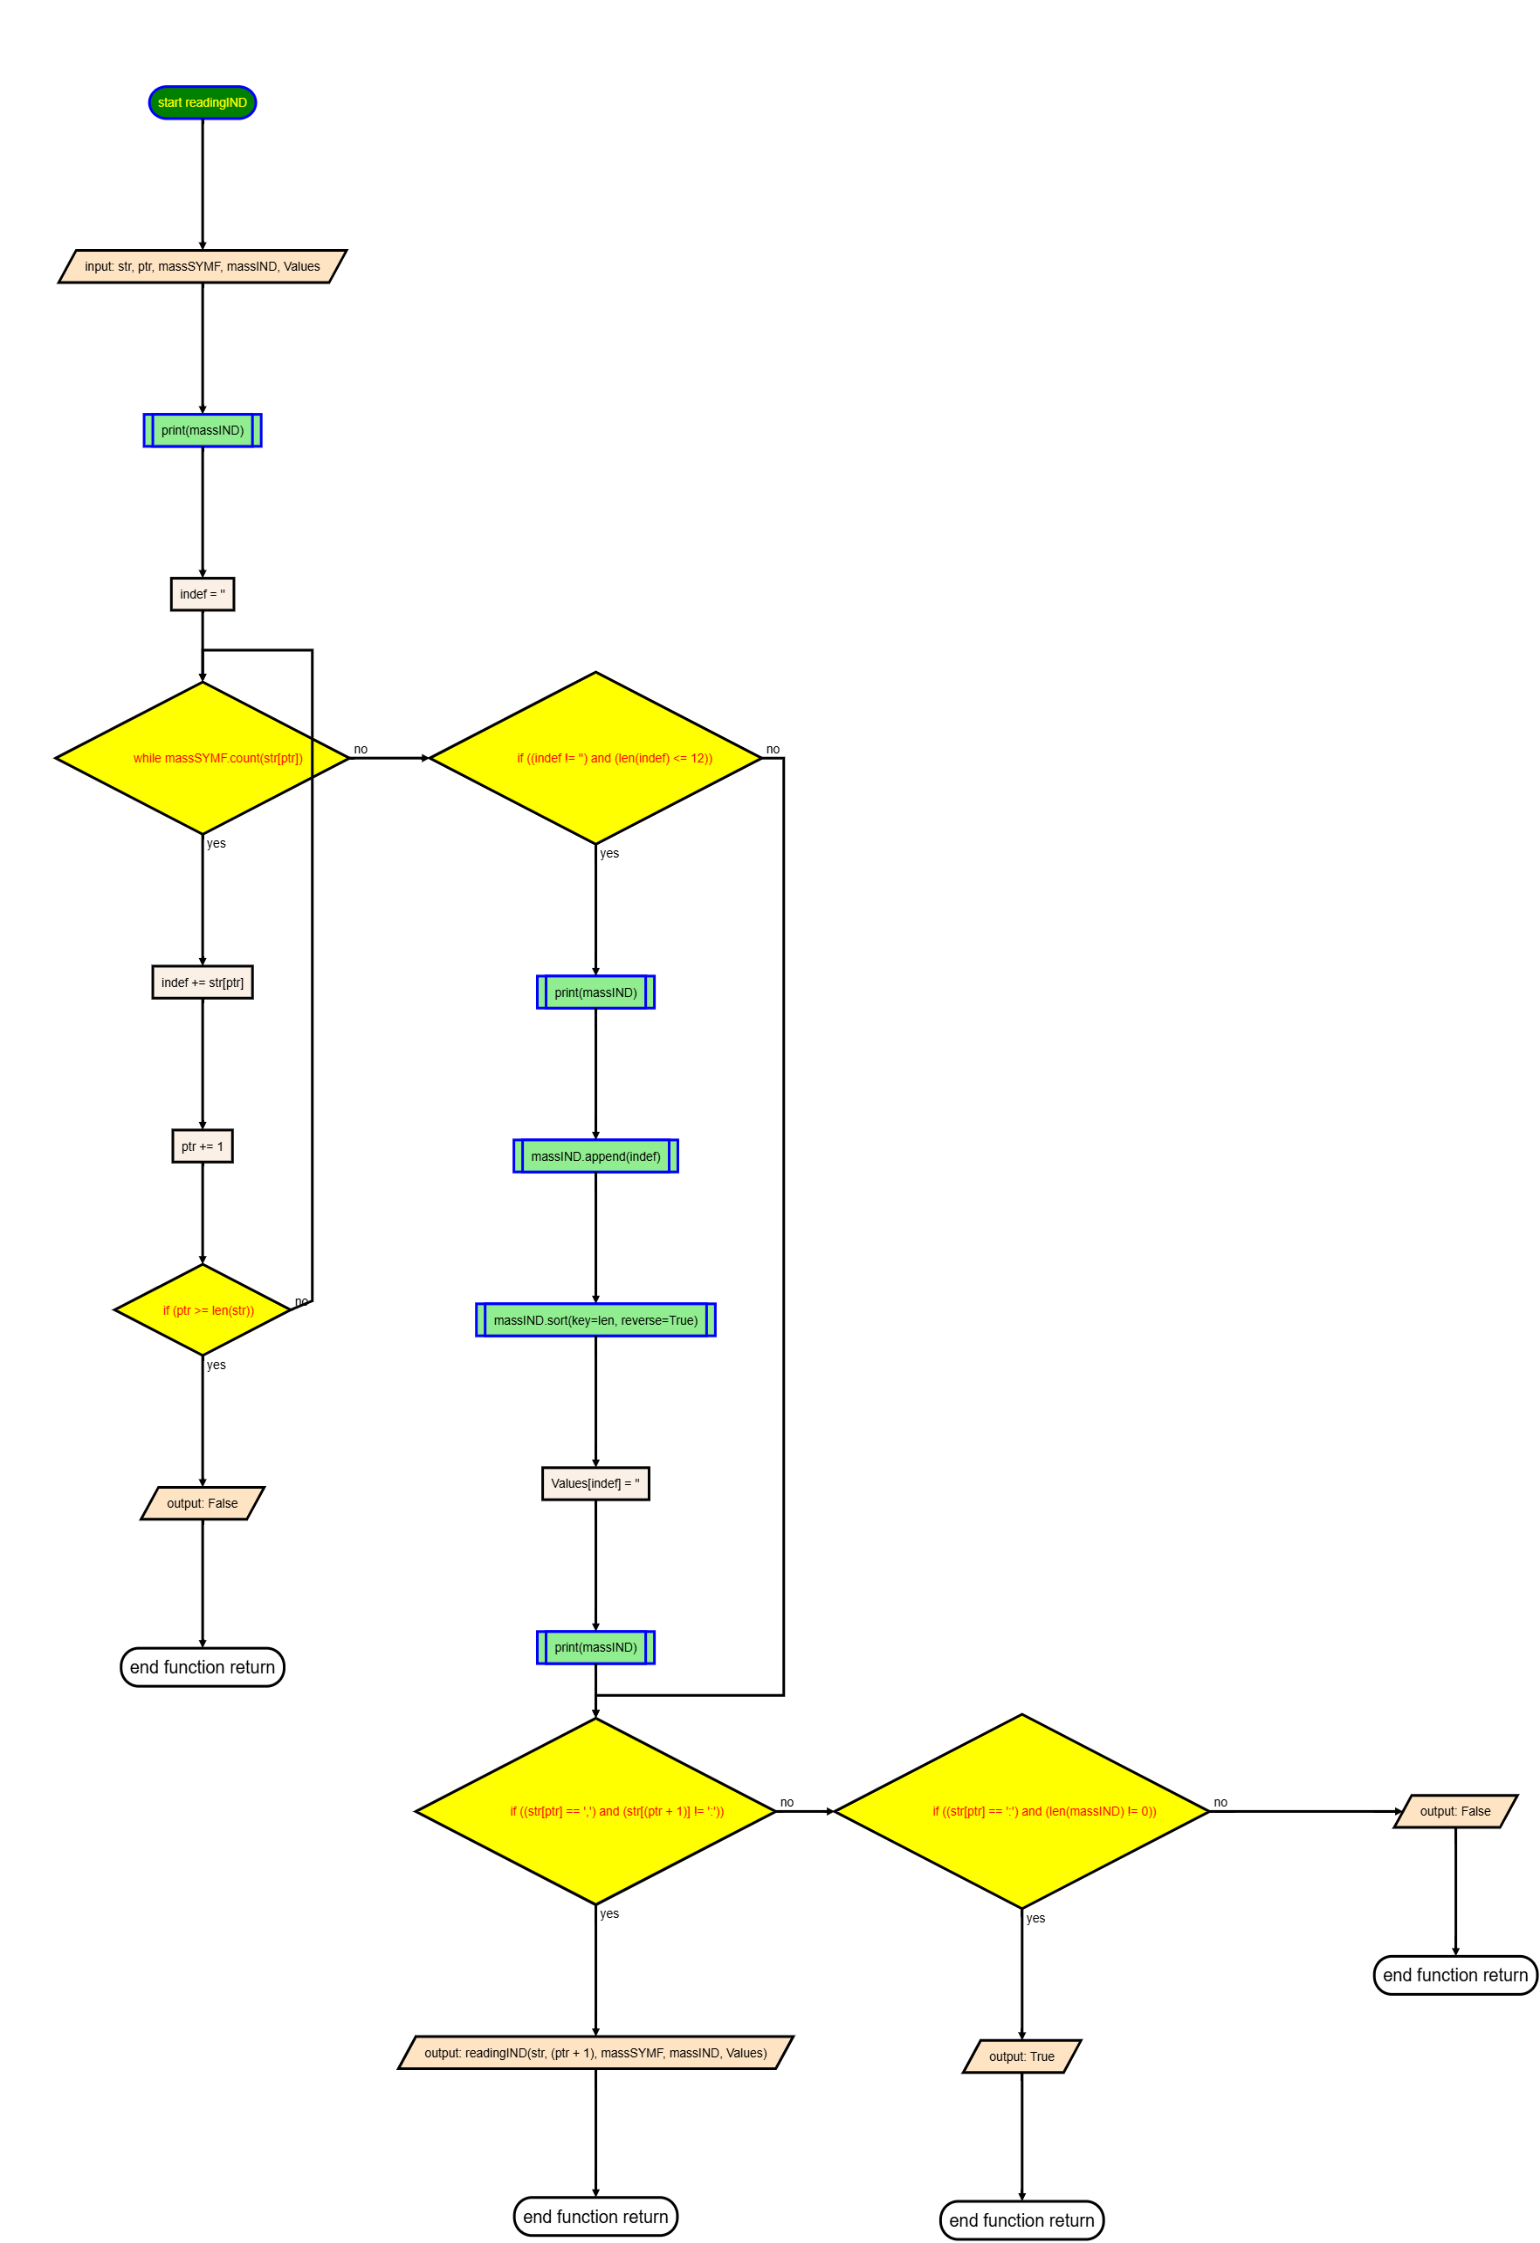 start readingIND
input: str, ptr, massSYMF, massIND, Values
print(massIND)
indef = ''
while massSYMF.count(str[ptr])
no
yes
indef += str[ptr]
ptr += 1
if (ptr >= len(str))
no
yes
output: False
end function return
if ((indef != '') and (len(indef) <= 12))
no
yes
print(massIND)
massIND.append(indef)
massIND.sort(key=len, reverse=True)
Values[indef] = ''
print(massIND)
if ((str[ptr] == ',') and (str[(ptr + 1)] != ':'))
no
yes
output: readingIND(str, (ptr + 1), massSYMF, massIND, Values)
end function return
if ((str[ptr] == ':') and (len(massIND) != 0))
no
yes
output: True
end function return
output: False
end function return